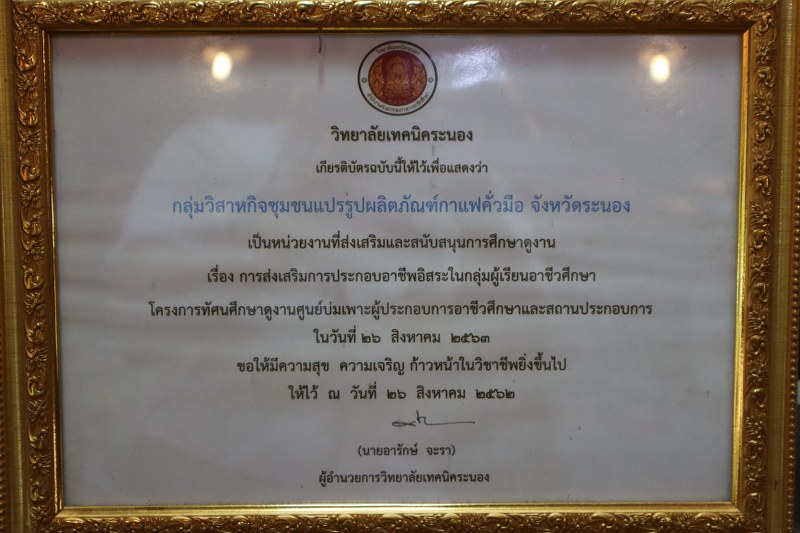 วิทยาลัยเทคนิคระนอง
เกียรติบัตรฉบับนี้ให้ไว้เพื่อแสดงว่า
กลุ่มวิสาหกิจชุมชนแปรรูปผลิตภัณฑ์กาแฟคั่วมือ จังหวัดระนอง
เป็นหน่วยงานที่ส่งเสริมและสนับสนุนการศึกษาดูงาน
เรื่อง การส่งเสริมการประกอบอาชีพอิสระในกลุ่มผู้เรียนอาชีวศึกษา
โครงการทัศนศึกษาดูงานศูนย์บ่มเพาะผู้ประกอบการอาชีวศึกษาและสถานประกอบการ
ในวันที่ ๒๖ สิงหาคม ๒๕๖๓
ขอให้มีความสุข ความเจริญ ก้าวหน้าในวิชาชีพยิ่งขึ้นไป
ให้ไว้ ณ วันที่ ๒๖ สิงหาคม ๒๕๖๒
(นายอารักษ์ จะรา)
ผู้อำนวยการวิทยาลัยเทคนิคระนอง